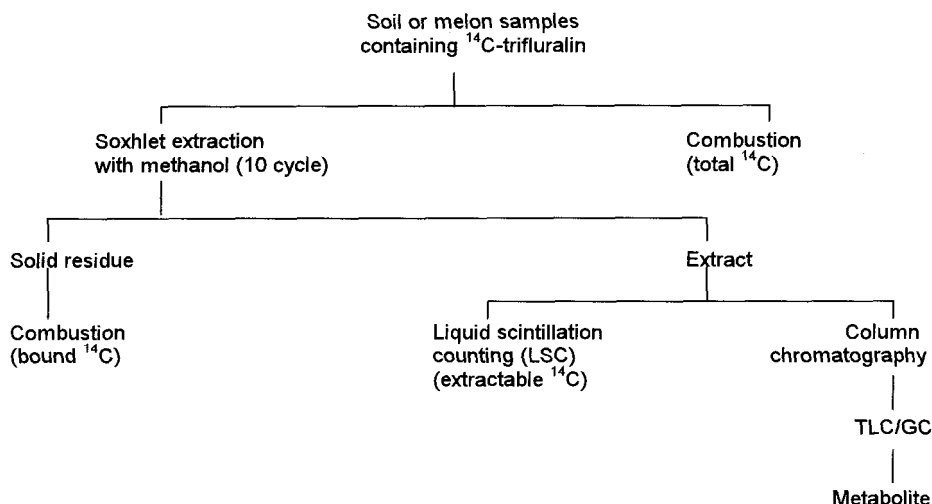 Soil or melon samples
containing ¹⁴C-trifluralin
Soxhlet extraction
with methanol (10 cycle)
Combustion
(total ¹⁴C)
Solid residue
Extract
Combustion
(bound ¹⁴C)
Liquid scintillation
counting (LSC)
(extractable ¹⁴C)
Column
chromatography
TLC/GC
Metabolite